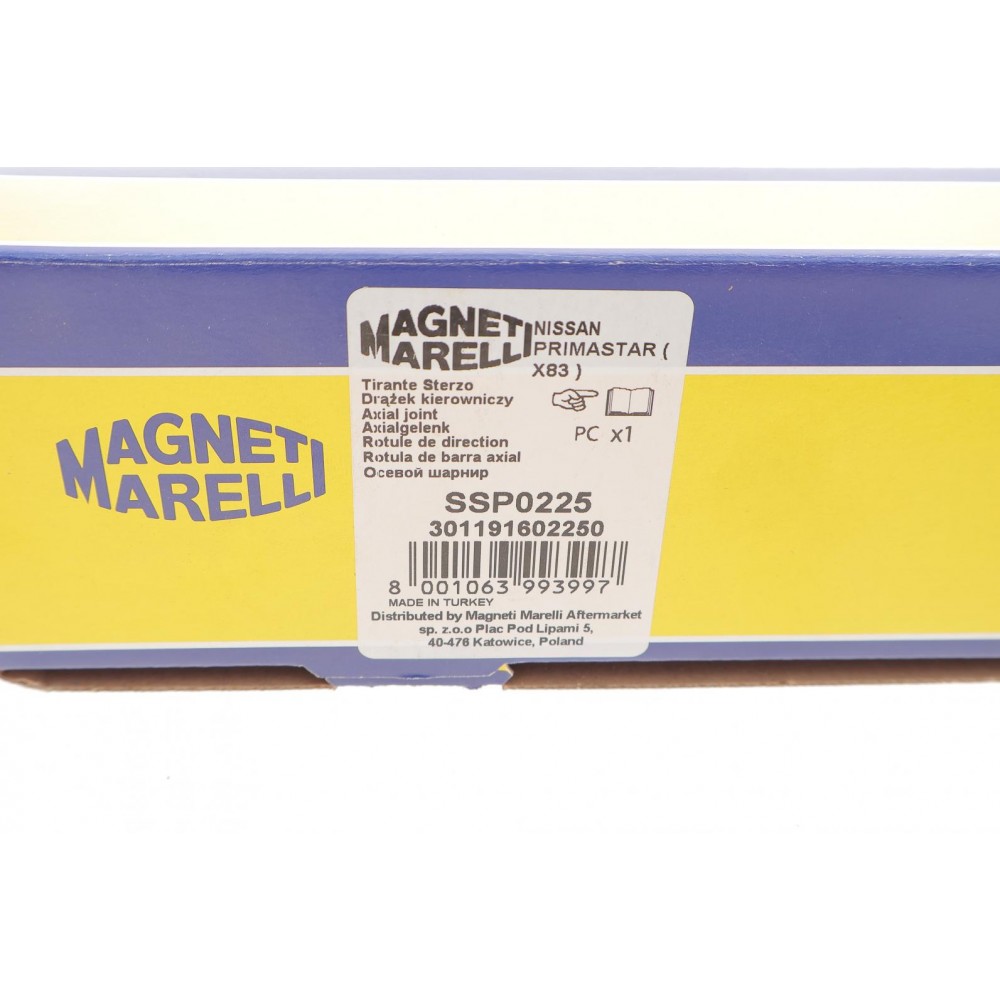 MAGNETI
MARELLI
MAGNETI
MARELLI
NISSAN
PRIMASTAR (
X83 )
Tirante Sterzo
Drążek kierowniczy
Axial joint
Axialgelenk
Rotule de direction
Rotula de barra axial
Осевой шарнир
PC x1
SSP0225
301191602250
8 001063 993997
MADE IN TURKEY
Distributed by Magneti Marelli Aftermarket
sp. z.o.o Plac Pod Lipami 5,
40-476 Katowice, Poland